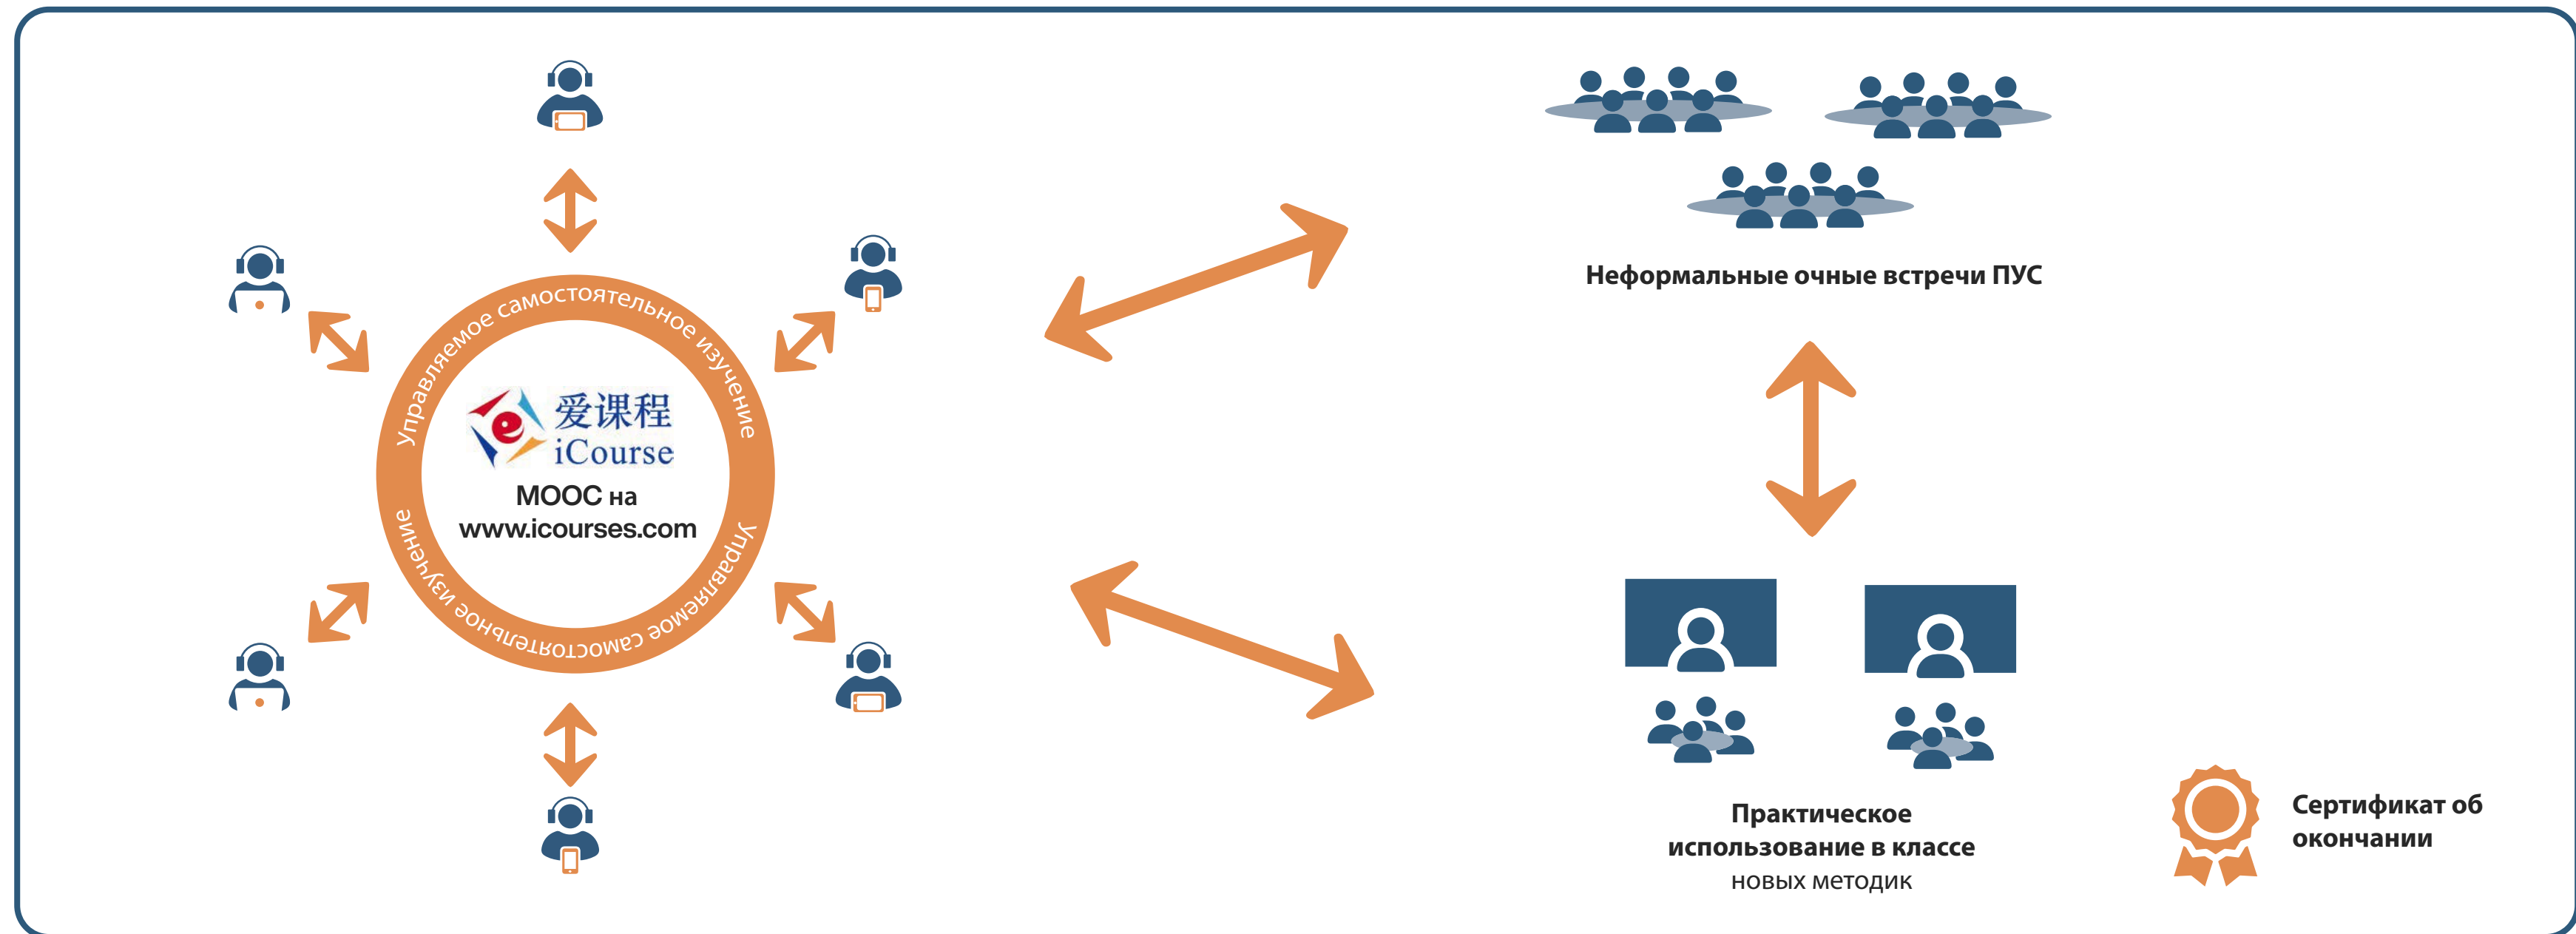 Управляемое самостоятельное изучение
爱课程
iCourse
МООС на
www.icourses.com
Управляемое самостоятельное изучение
Неформальные очные встречи ПУС
Практическое
использование в классе
новых методик
Сертификат об
окончании